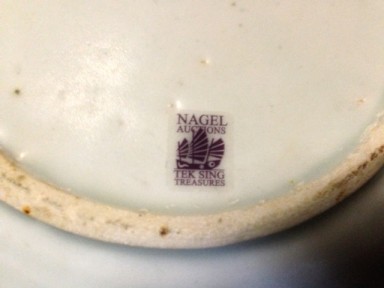 NAGEL
AUCTIONS
TEK SING
TREASURES